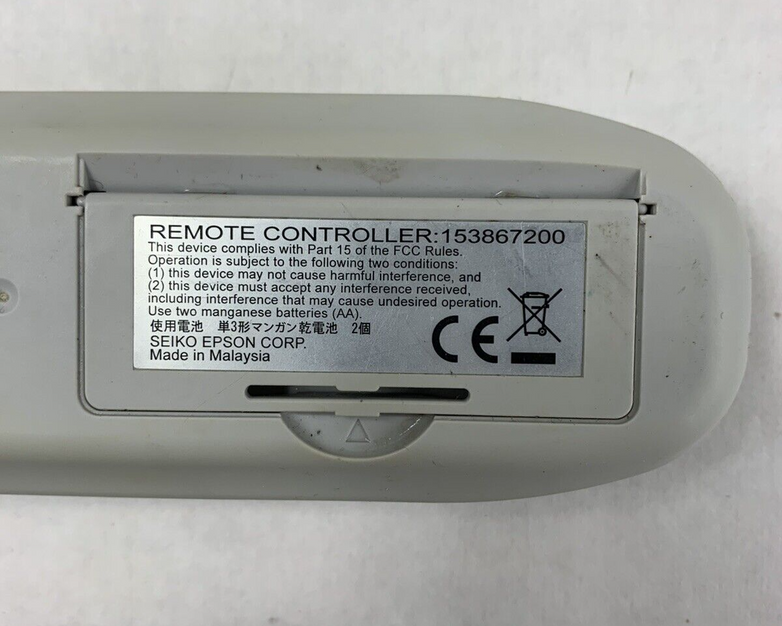 REMOTE CONTROLLER:153867200
This device complies with Part 15 of the FCC Rules.
Operation is subject to the following two conditions:
(1) this device may not cause harmful interference, and
(2) this device must accept any interference received,
including interference that may cause undesired operation.
Use two manganese batteries (AA).
使用電池 単3形マンガン乾電池 2個
SEIKO EPSON CORP.
Made in Malaysia
CE